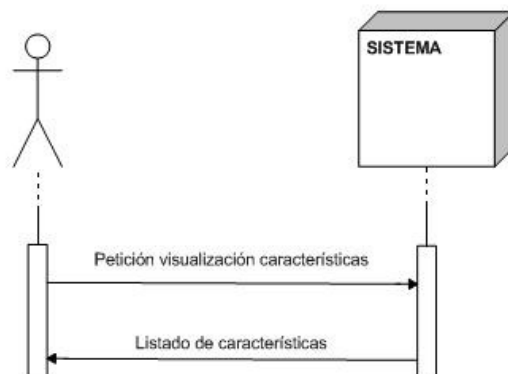 SISTEMA
Petición visualización características
Listado de características